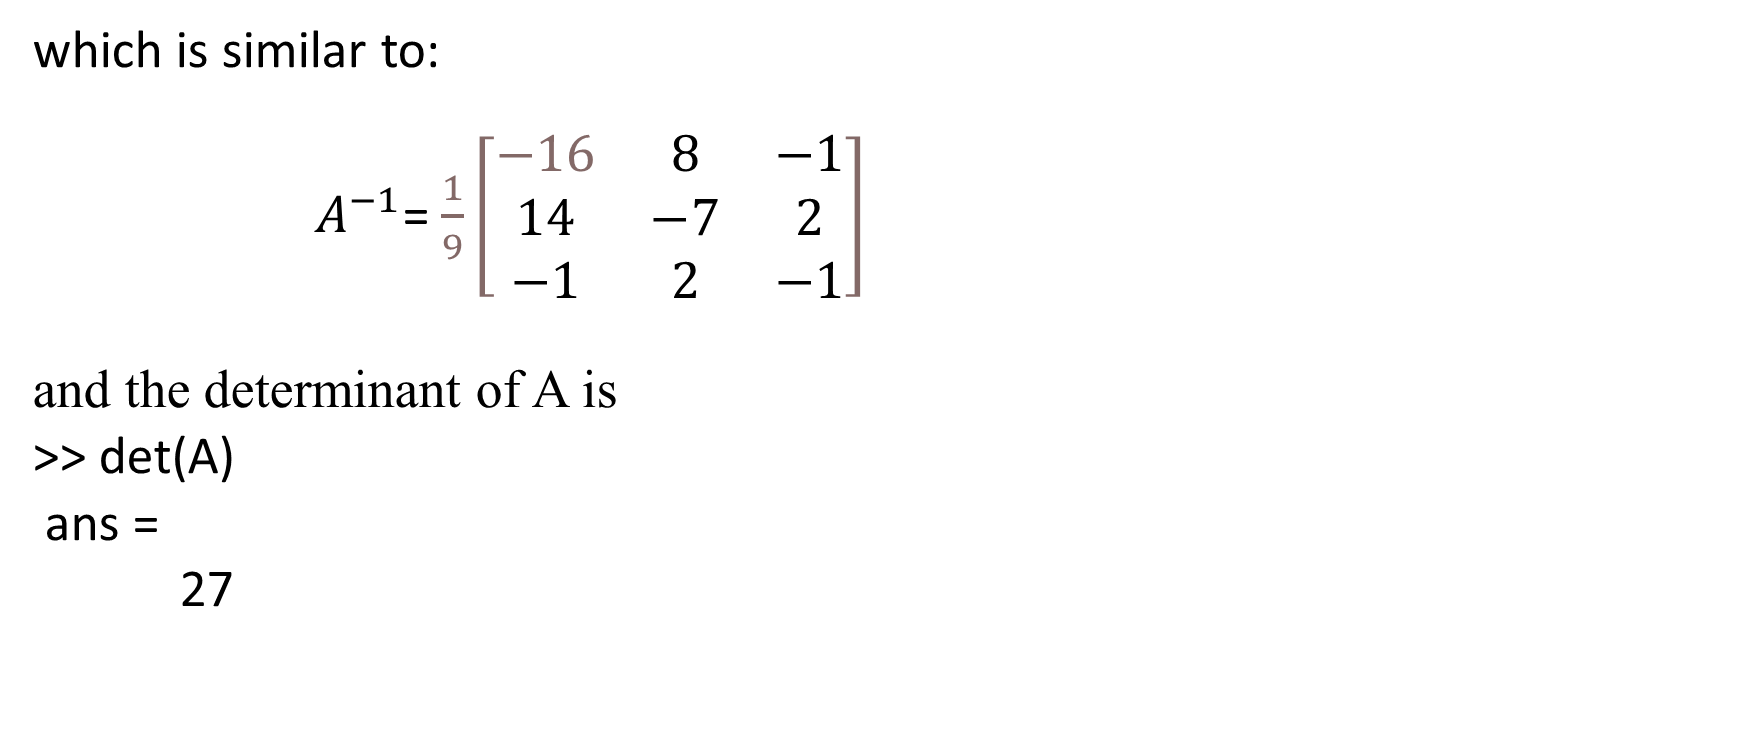 which is similar to:
−16 8 −1
A⁻¹= 1/9 14 −7 2
−1 2 −1
and the determinant of A is
>> det(A)
ans =
27